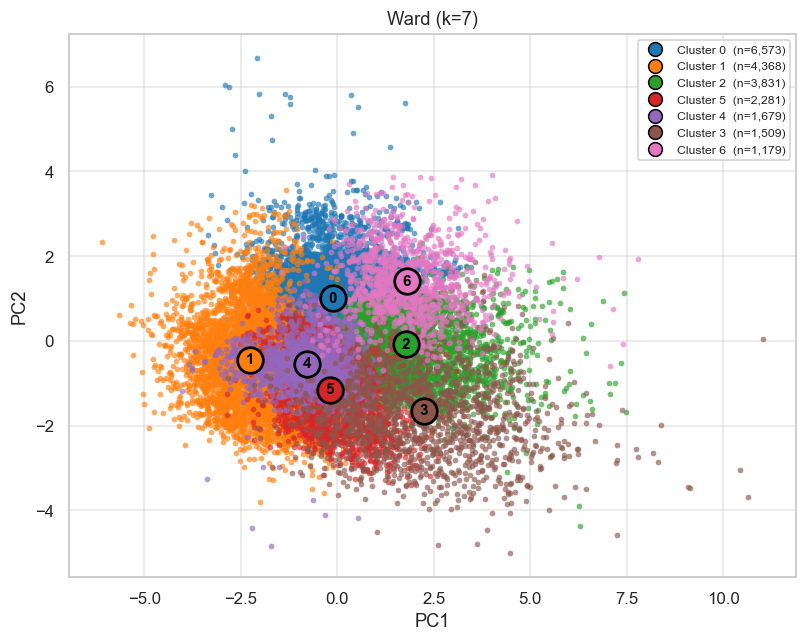 Ward (k=7)
Cluster 0 (n=6,573)
Cluster 1 (n=4,368)
Cluster 2 (n=3,831)
Cluster 5 (n=2,281)
Cluster 4 (n=1,679)
Cluster 3 (n=1,509)
Cluster 6 (n=1,179)
PC2
6
4
2
0
−2
−4
6
0
2
1
4
5
3
−5.0
−2.5
0.0
2.5
5.0
7.5
10.0
PC1